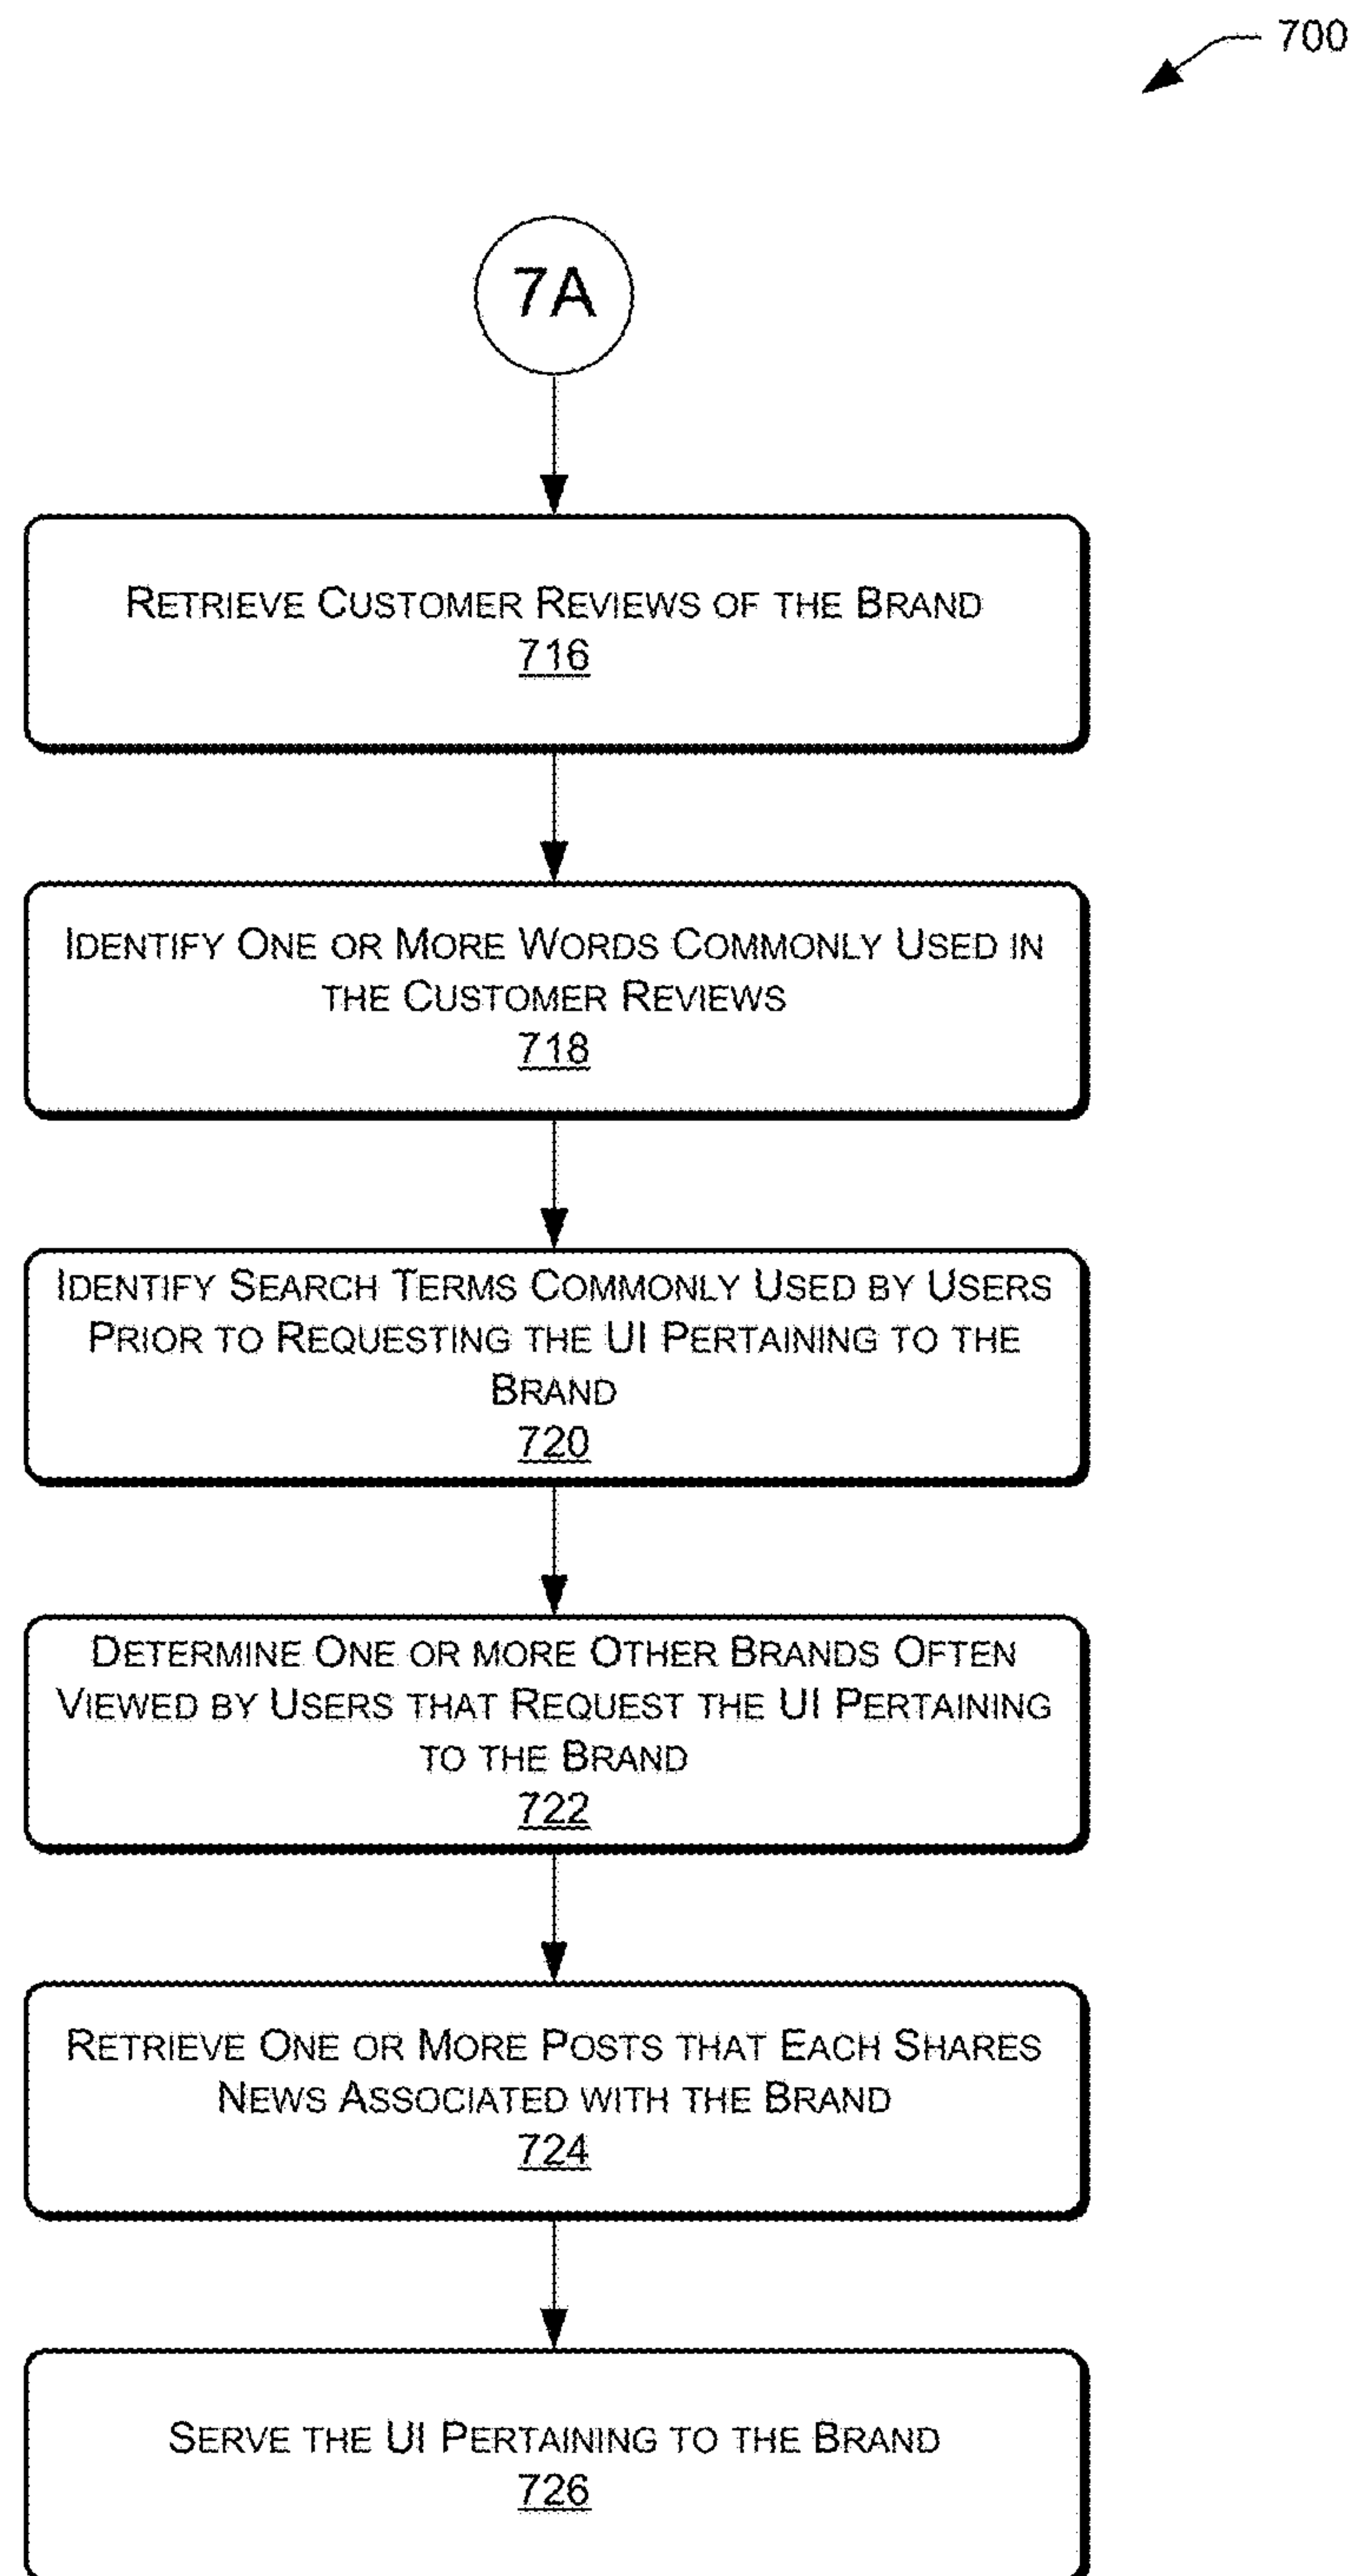 700
7A
RETRIEVE CUSTOMER REVIEWS OF THE BRAND
716
IDENTIFY ONE OR MORE WORDS COMMONLY USED IN
THE CUSTOMER REVIEWS
718
IDENTIFY SEARCH TERMS COMMONLY USED BY USERS
PRIOR TO REQUESTING THE UI PERTAINING TO THE
BRAND
720
DETERMINE ONE OR MORE OTHER BRANDS OFTEN
VIEWED BY USERS THAT REQUEST THE UI PERTAINING
TO THE BRAND
722
RETRIEVE ONE OR MORE POSTS THAT EACH SHARES
NEWS ASSOCIATED WITH THE BRAND
724
SERVE THE UI PERTAINING TO THE BRAND
726